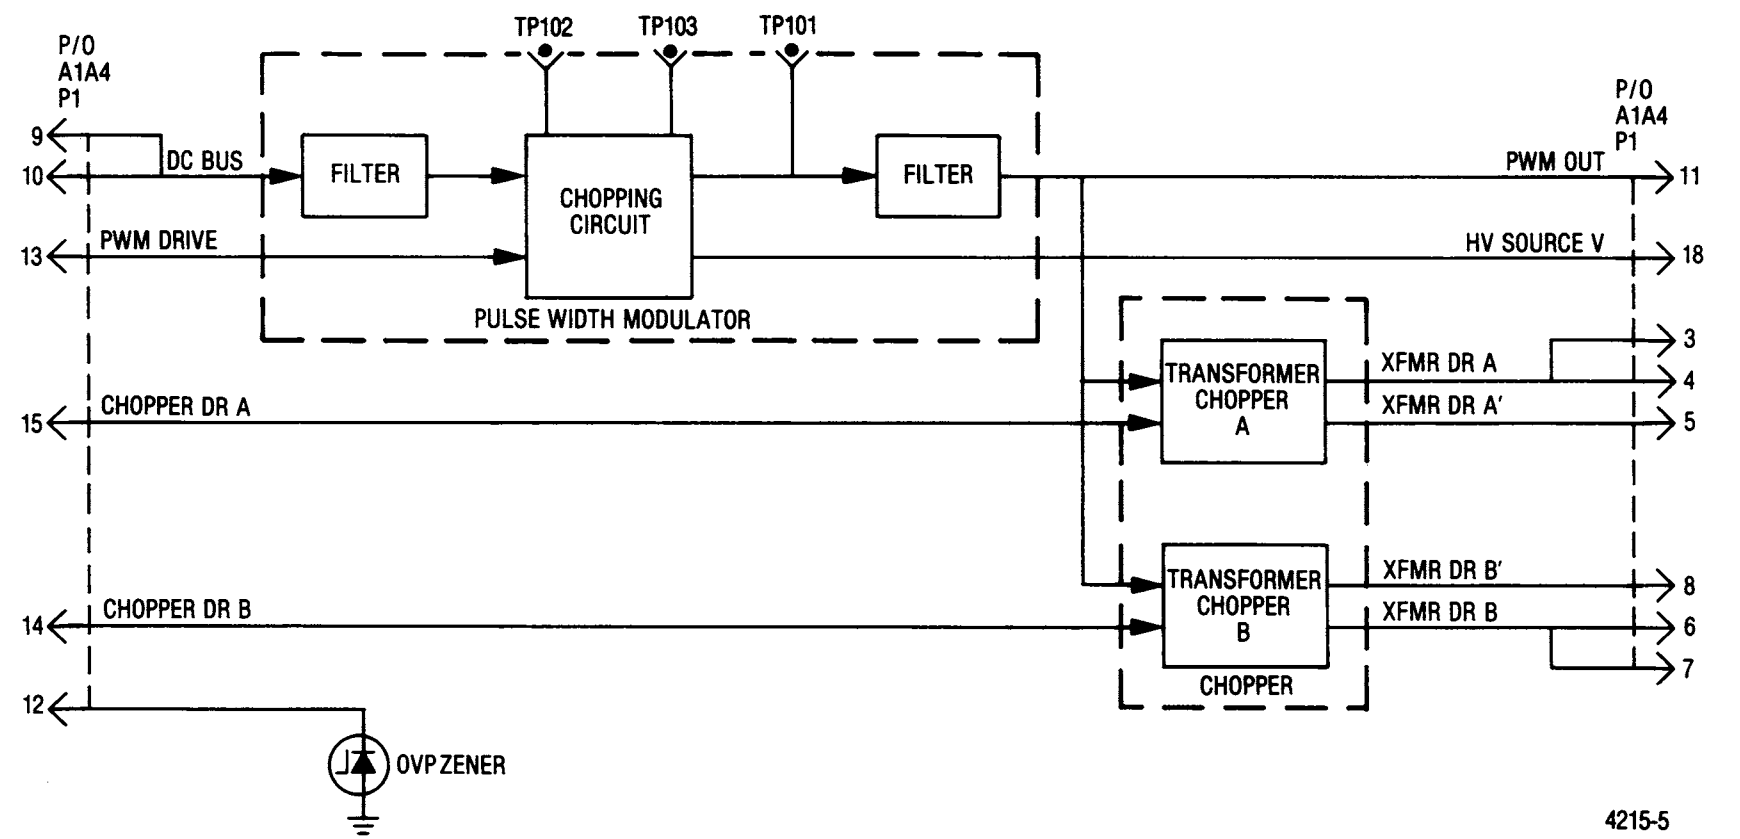 TP102
TP103
TP101
P/O
A1A4
P1
P/O
A1A4
P1
9
10
DC BUS
FILTER
CHOPPING
CIRCUIT
FILTER
PWM OUT
11
13
PWM DRIVE
HV SOURCE V
18
PULSE WIDTH MODULATOR
3
TRANSFORMER
CHOPPER
A
XFMR DR A
4
15
CHOPPER DR A
XFMR DR A'
5
TRANSFORMER
CHOPPER
B
XFMR DR B'
8
14
CHOPPER DR B
XFMR DR B
6
7
CHOPPER
12
OVP ZENER
4215-5